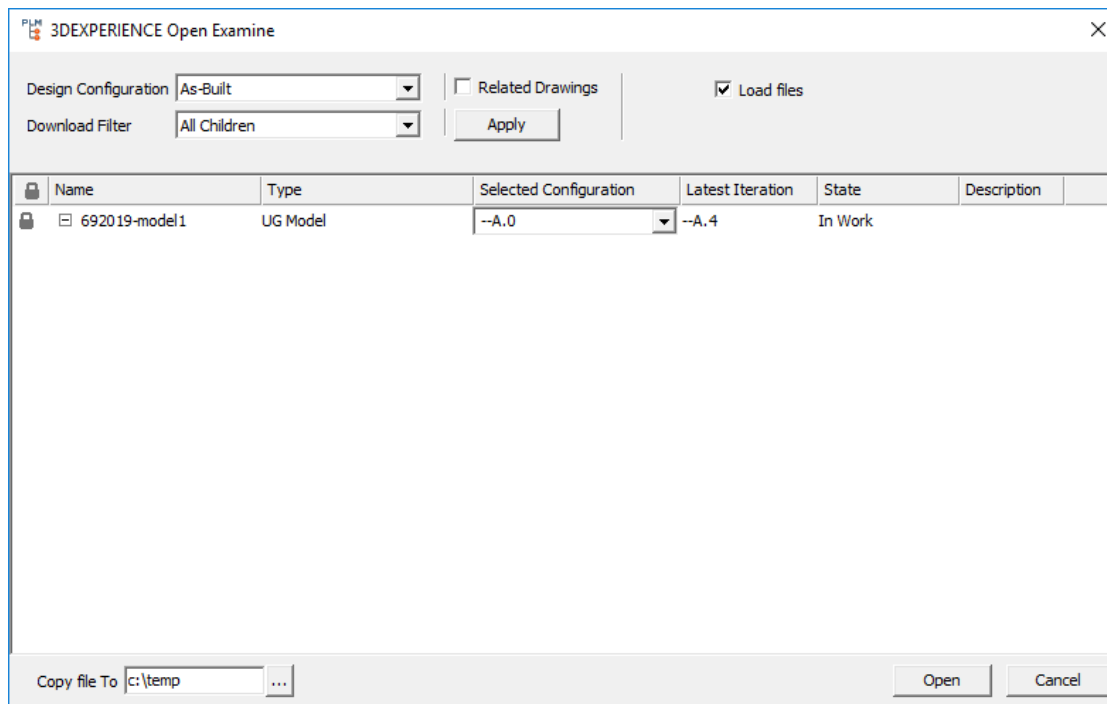 PLM 3DEXPERIENCE Open Examine
Design Configuration As-Built Related Drawings Load files
Download Filter All Children Apply
Name Type Selected Configuration Latest Iteration State Description
692019-model1 UG Model --A.0 --A.4 In Work
Copy file To c:\temp ... Open Cancel